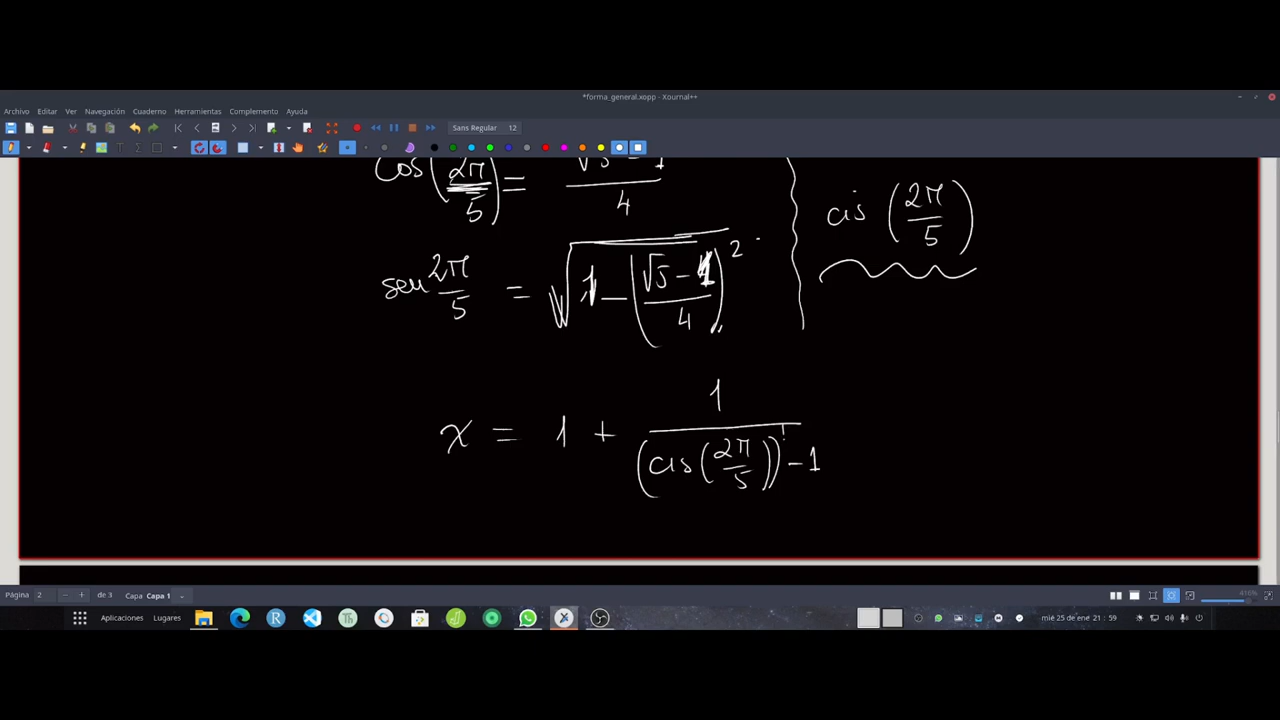 *forma_general.xopp - Xournal++
Archivo Editar Ver Navegación Cuaderno Herramientas Complemento Ayuda
Sans Regular 12
cos(2π/5) = (√5 - 1)/4
sen 2π/5 = √(1 - ((√5 - 1)/4)^2)
cis (2π/5)
x = 1 + 1/((cis(2π/5))^1 - 1)
Página 2 de 3 Capa Capa 1 416%
Aplicaciones Lugares mié 25 de ene 21 : 59